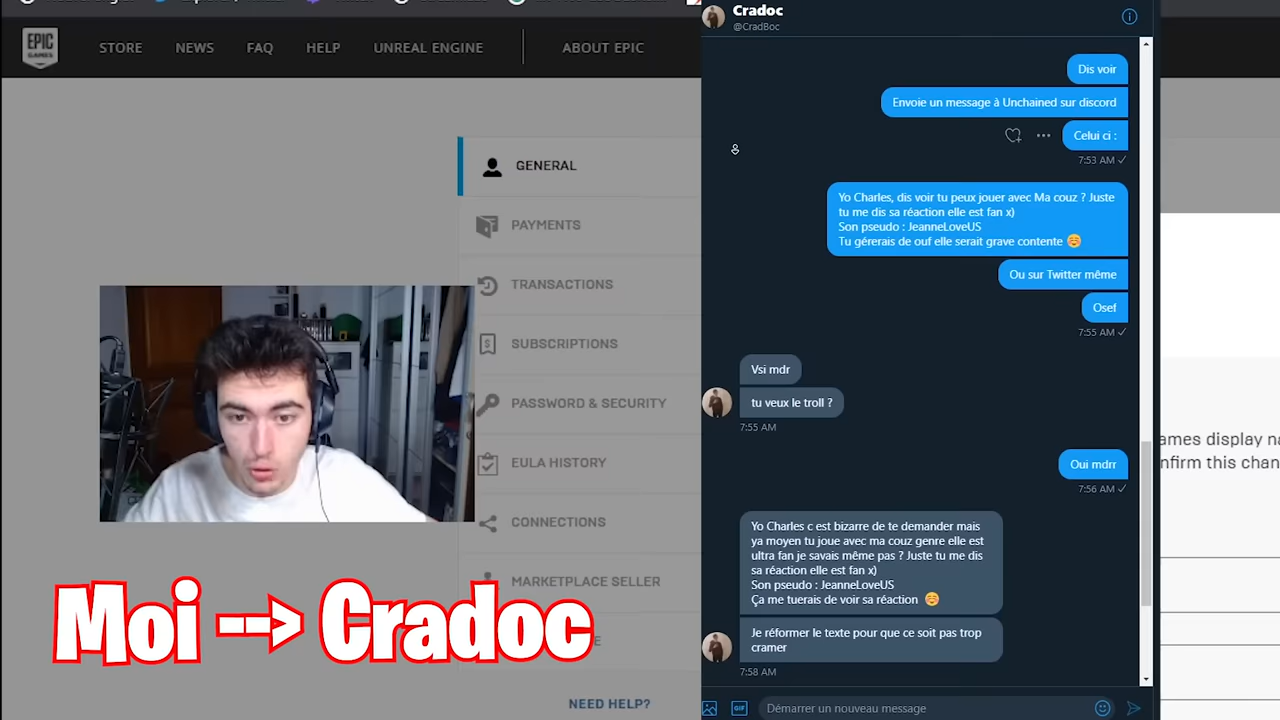 EPIC
GAMES
STORE
NEWS
FAQ
HELP
UNREAL ENGINE
ABOUT EPIC
GENERAL
PAYMENTS
TRANSACTIONS
SUBSCRIPTIONS
PASSWORD & SECURITY
EULA HISTORY
CONNECTIONS
MARKETPLACE SELLER
NEED HELP?
Moi --> Cradoc
Cradoc
@CradBoc
Dis voir
Envoie un message à Unchained sur discord
Celui ci :
7:53 AM
Yo Charles, dis voir tu peux jouer avec Ma couz ? Juste
tu me dis sa réaction elle est fan x)
Son pseudo : JeanneLoveUS
Tu gérerais de ouf elle serait grave contente ☺️
Ou sur Twitter même
Osef
7:55 AM
Vsi mdr
tu veux le troll ?
7:55 AM
Oui mdrr
7:56 AM
Yo Charles c est bizarre de te demander mais
ya moyen tu joue avec ma couz genre elle est
ultra fan je savais même pas ? Juste tu me dis
sa réaction elle est fan x)
Son pseudo : JeanneLoveUS
Ça me tuerais de voir sa réaction ☺️
Je réformer le texte pour que ce soit pas trop
cramer
7:58 AM
GIF
Démarrer un nouveau message
ames display na
nfirm this chan